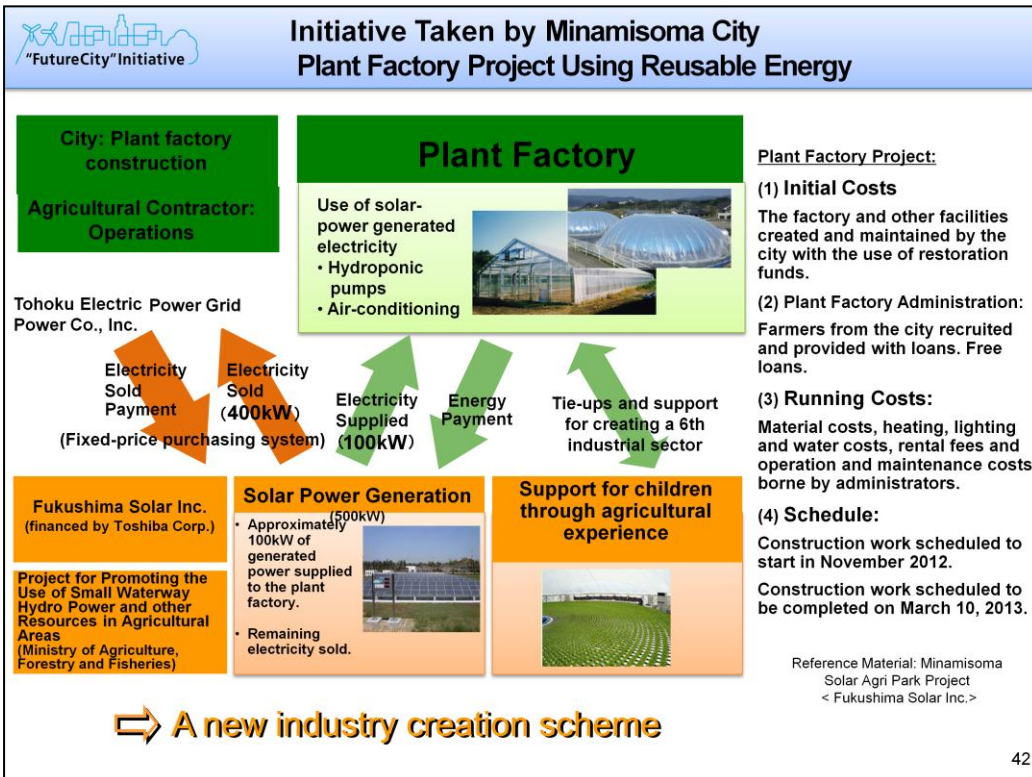 "FutureCity"Initiative
Initiative Taken by Minamisoma City
Plant Factory Project Using Reusable Energy
City: Plant factory
construction
Agricultural Contractor:
Operations
Plant Factory
Use of solar-
power generated
electricity
• Hydroponic
pumps
• Air-conditioning
Tohoku Electric
Power Co., Inc.
Power Grid
Electricity
Sold
Payment
Electricity
Sold
(400kW)
(Fixed-price purchasing system)
Electricity
Supplied
(100kW)
Energy
Payment
Tie-ups and support
for creating a 6th
industrial sector
Fukushima Solar Inc.
(financed by Toshiba Corp.)
Project for Promoting the
Use of Small Waterway
Hydro Power and other
Resources in Agricultural
Areas
(Ministry of Agriculture,
Forestry and Fisheries)
Solar Power Generation
(500kW)
• Approximately
100kW of
generated
power supplied
to the plant
factory.
• Remaining
electricity sold.
Support for children
through agricultural
experience
Plant Factory Project:
(1) Initial Costs
The factory and other facilities
created and maintained by the
city with the use of restoration
funds.
(2) Plant Factory Administration:
Farmers from the city recruited
and provided with loans. Free
loans.
(3) Running Costs:
Material costs, heating, lighting
and water costs, rental fees and
operation and maintenance costs
borne by administrators.
(4) Schedule:
Construction work scheduled to
start in November 2012.
Construction work scheduled to
be completed on March 10, 2013.
Reference Material: Minamisoma
Solar Agri Park Project
< Fukushima Solar Inc.>
⇨ A new industry creation scheme
42